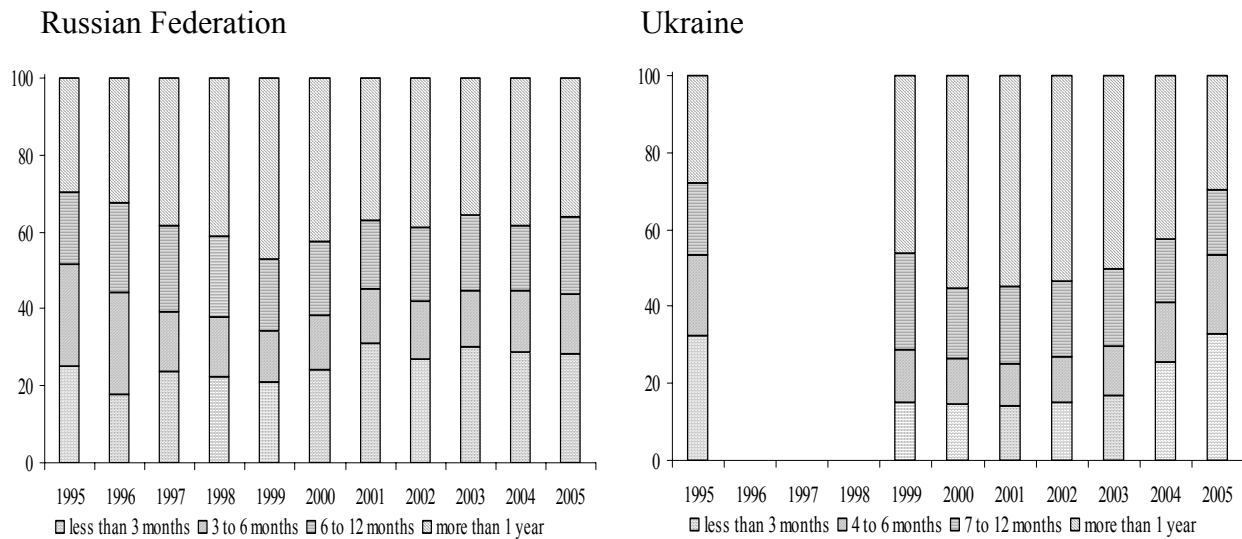 Russian Federation
100
80
60
40
20
0
1995 1996 1997 1998 1999 2000 2001 2002 2003 2004 2005
less than 3 months 3 to 6 months 6 to 12 months more than 1 year
Ukraine
100
80
60
40
20
0
1995 1996 1997 1998 1999 2000 2001 2002 2003 2004 2005
less than 3 months 4 to 6 months 7 to 12 months more than 1 year